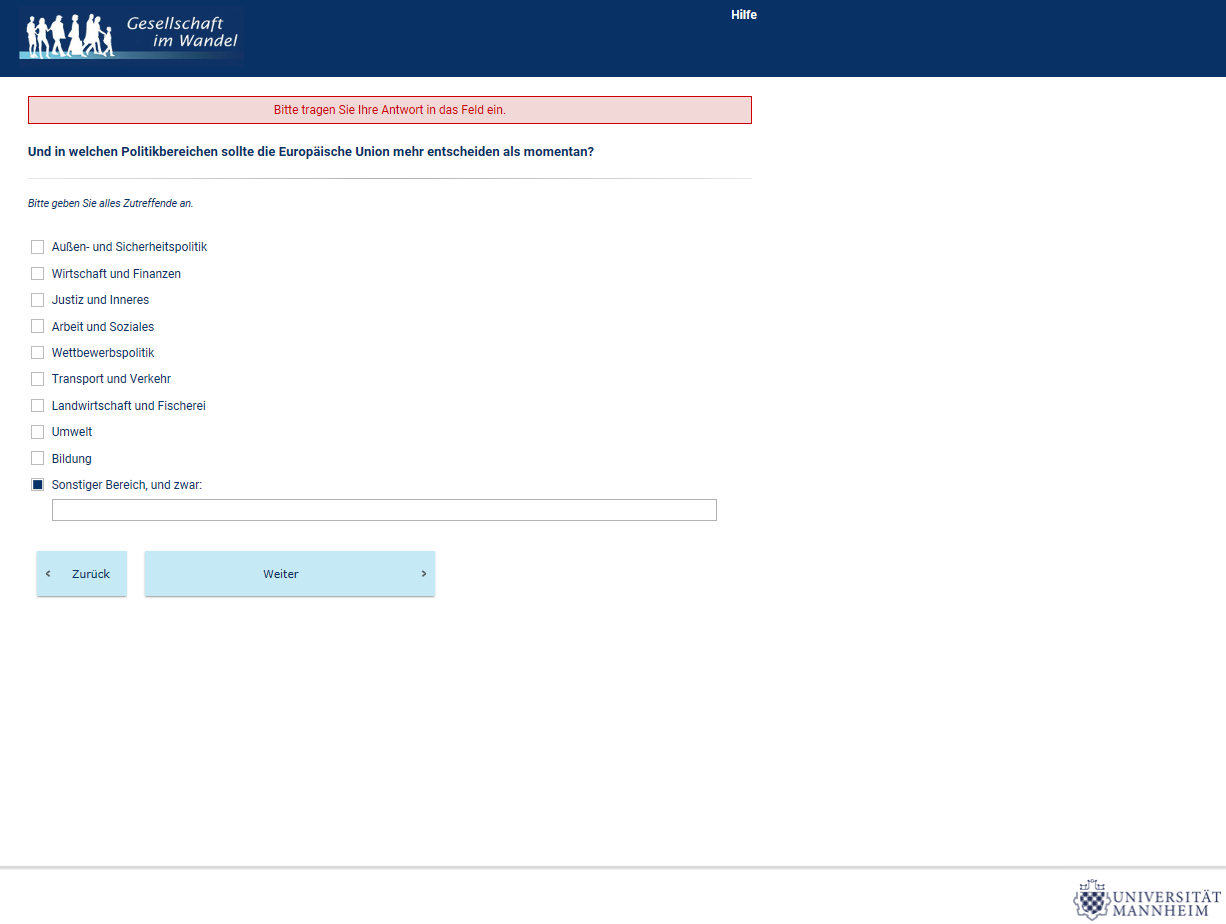 Gesellschaft
im Wandel
Hilfe
Bitte tragen Sie Ihre Antwort in das Feld ein.
Und in welchen Politikbereichen sollte die Europäische Union mehr entscheiden als momentan?
Bitte geben Sie alles Zutreffende an.
Außen- und Sicherheitspolitik
Wirtschaft und Finanzen
Justiz und Inneres
Arbeit und Soziales
Wettbewerbspolitik
Transport und Verkehr
Landwirtschaft und Fischerei
Umwelt
Bildung
Sonstiger Bereich, und zwar:
Zurück
Weiter
UNIVERSITÄT
MANNHEIM